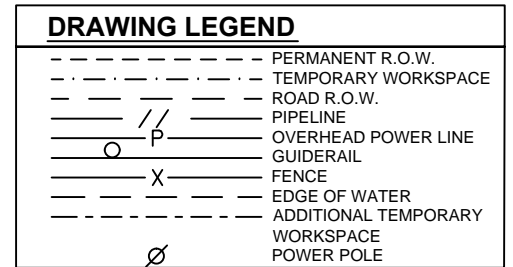 DRAWING LEGEND
PERMANENT R.O.W.
TEMPORARY WORKSPACE
ROAD R.O.W.
PIPELINE
P OVERHEAD POWER LINE
GUIDERAIL
X FENCE
EDGE OF WATER
ADDITIONAL TEMPORARY
WORKSPACE
POWER POLE